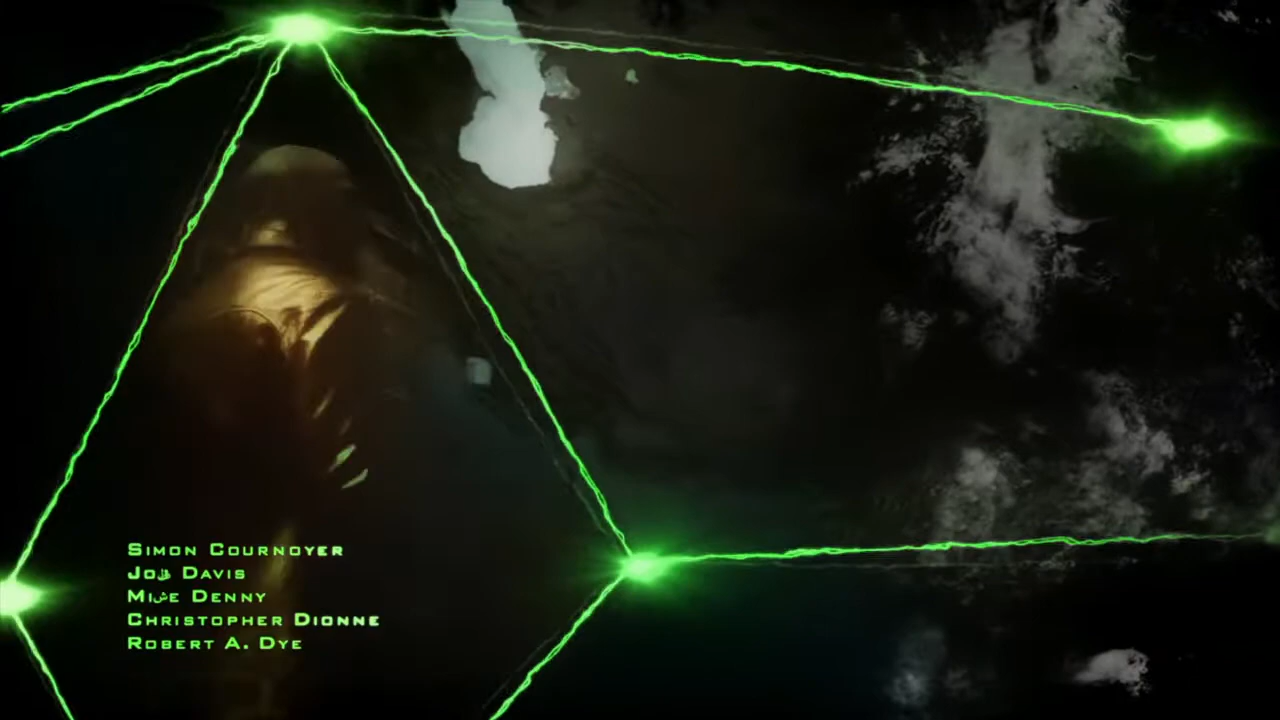 Simon Cournoyer
Davis
Denny
Christopher Dionne
Robert A. Dye